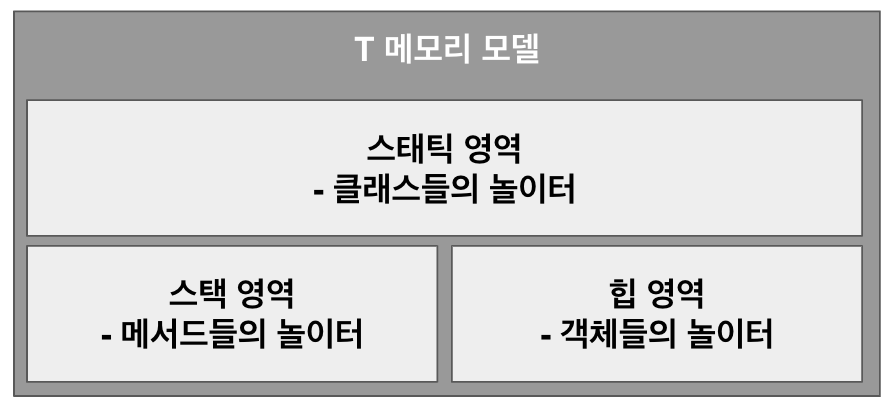 T 메모리 모델
스태틱 영역
- 클래스들의 놀이터
스택 영역
- 메서드들의 놀이터
힙 영역
- 객체들의 놀이터